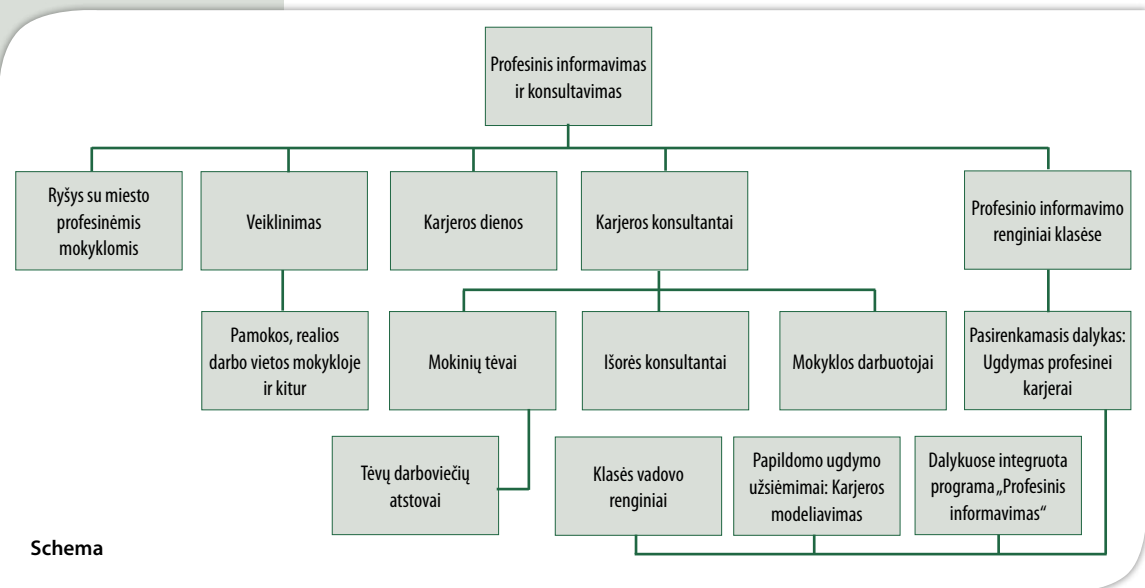 Profesinis informavimas
ir konsultavimas
Ryšys su miesto
profesinėmis
mokyklomis
Veiklinimas
Karjeros dienos
Karjeros konsultantai
Profesinio informavimo
renginiai klasėse
Pamokos, realios
darbo vietos mokykloje
ir kitur
Mokinių tėvai
Išorės konsultantai
Mokyklos darbuotojai
Pasirenkamasis dalykas:
Ugdymas profesinei
karjerai
Tėvų darboviečių
atstovai
Klasės vadovo
renginiai
Papildomo ugdymo
užsiėmimai: Karjeros
modeliavimas
Dalykuose integruota
programa „Profesinis
informavimas“
Schema